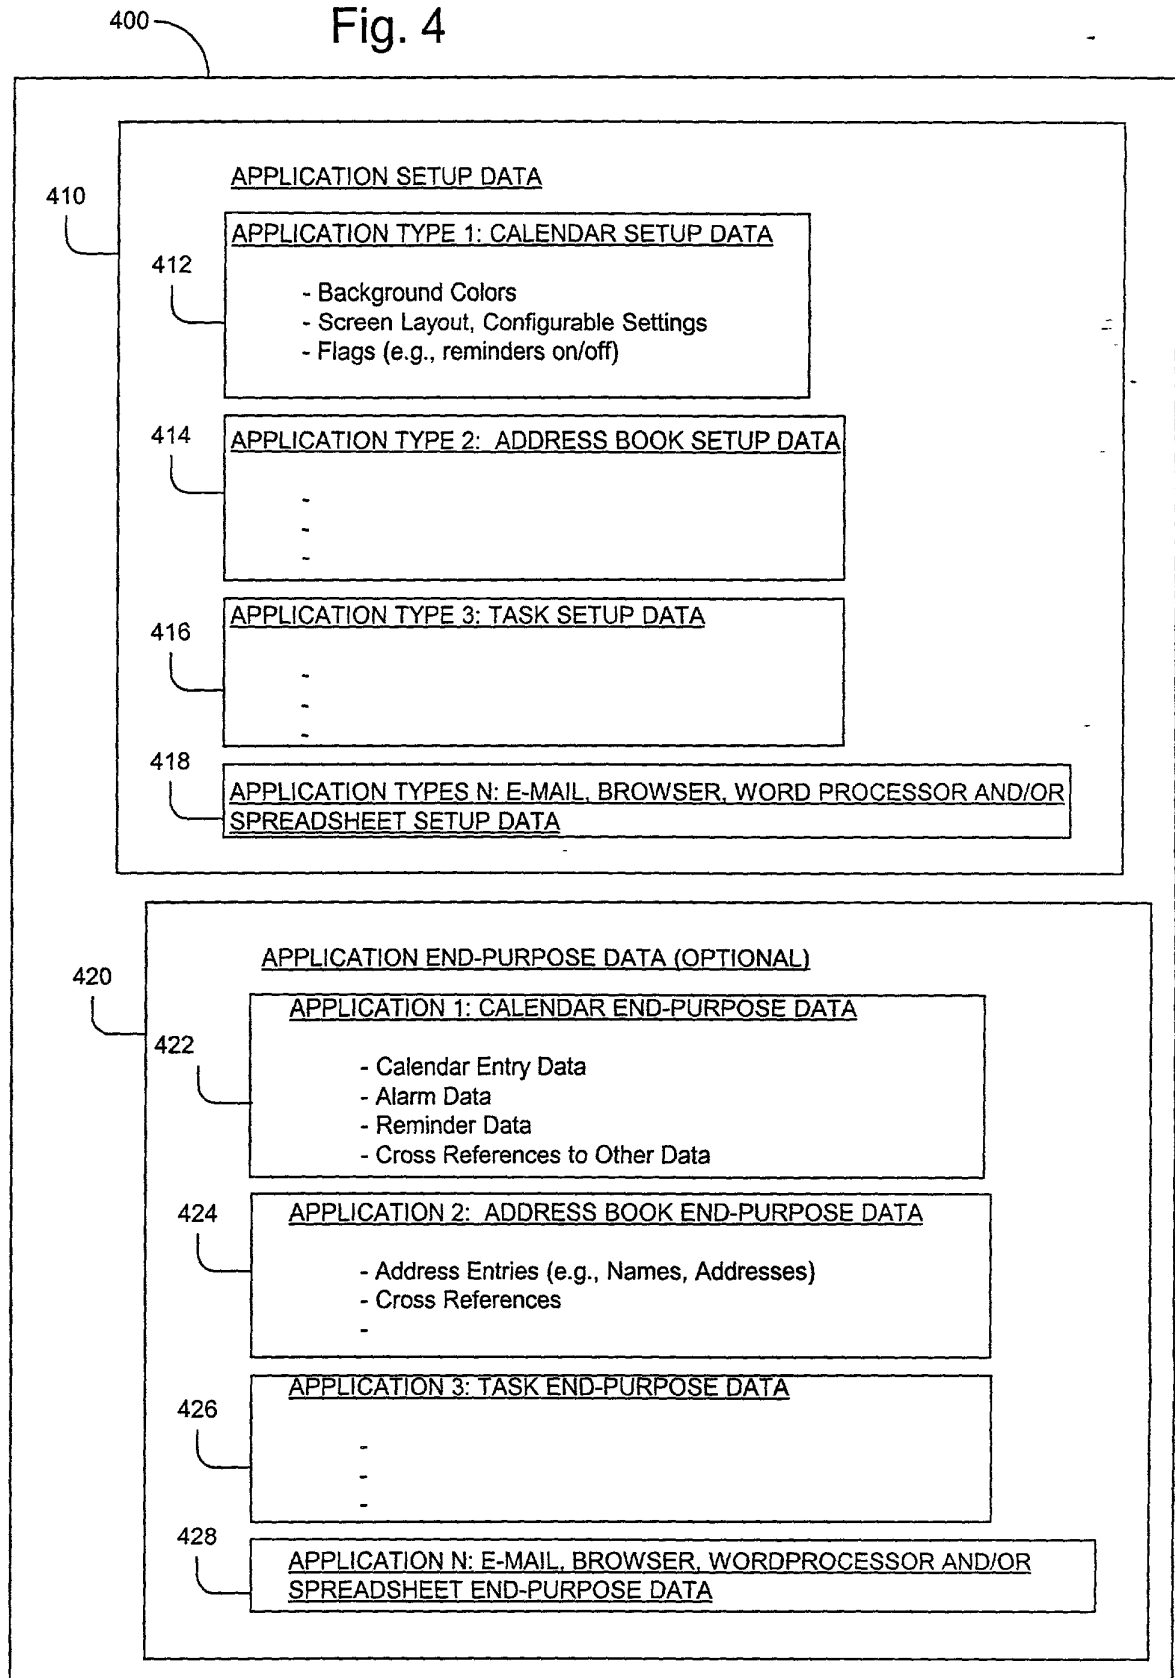 400
Fig. 4
410
APPLICATION SETUP DATA
412
APPLICATION TYPE 1: CALENDAR SETUP DATA
- Background Colors
- Screen Layout, Configurable Settings
- Flags (e.g., reminders on/off)
414
APPLICATION TYPE 2: ADDRESS BOOK SETUP DATA
-
-
-
416
APPLICATION TYPE 3: TASK SETUP DATA
-
-
-
418
APPLICATION TYPES N: E-MAIL, BROWSER, WORD PROCESSOR AND/OR
SPREADSHEET SETUP DATA
420
APPLICATION END-PURPOSE DATA (OPTIONAL)
422
APPLICATION 1: CALENDAR END-PURPOSE DATA
- Calendar Entry Data
- Alarm Data
- Reminder Data
- Cross References to Other Data
424
APPLICATION 2: ADDRESS BOOK END-PURPOSE DATA
- Address Entries (e.g., Names, Addresses)
- Cross References
-
426
APPLICATION 3: TASK END-PURPOSE DATA
-
-
-
428
APPLICATION N: E-MAIL, BROWSER, WORDPROCESSOR AND/OR
SPREADSHEET END-PURPOSE DATA